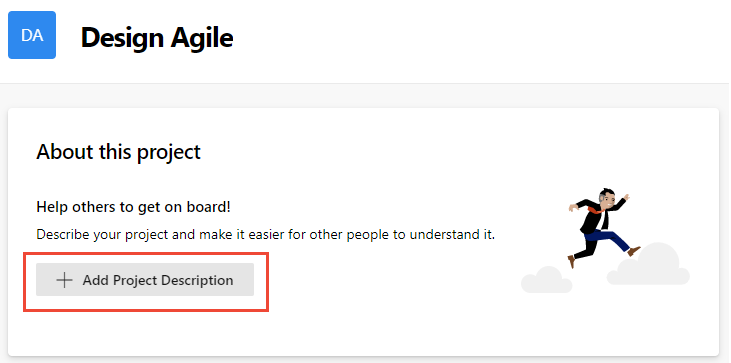 DA
Design Agile
About this project
Help others to get on board!
Describe your project and make it easier for other people to understand it.
Add Project Description